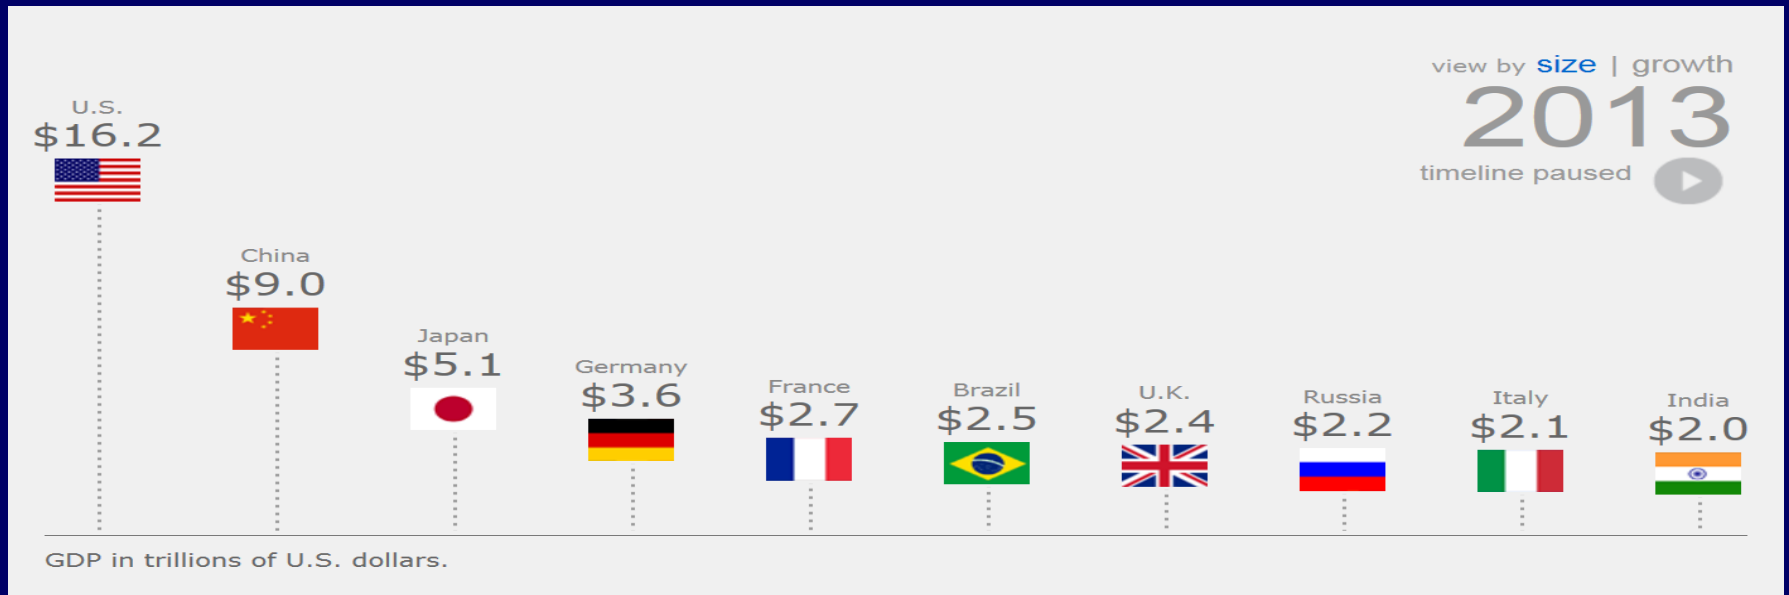 view by size | growth
2013
timeline paused
U.S.
$16.2
China
$9.0
Japan
$5.1
Germany
$3.6
France
$2.7
Brazil
$2.5
U.K.
$2.4
Russia
$2.2
Italy
$2.1
India
$2.0
GDP in trillions of U.S. dollars.